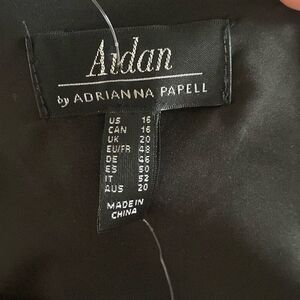 Aidan
by ADRIANNA PAPELL
US 16
CAN 16
UK 20
EU/FR 48
DE 46
ES 50
IT 52
AUS 20
MADE IN
CHINA